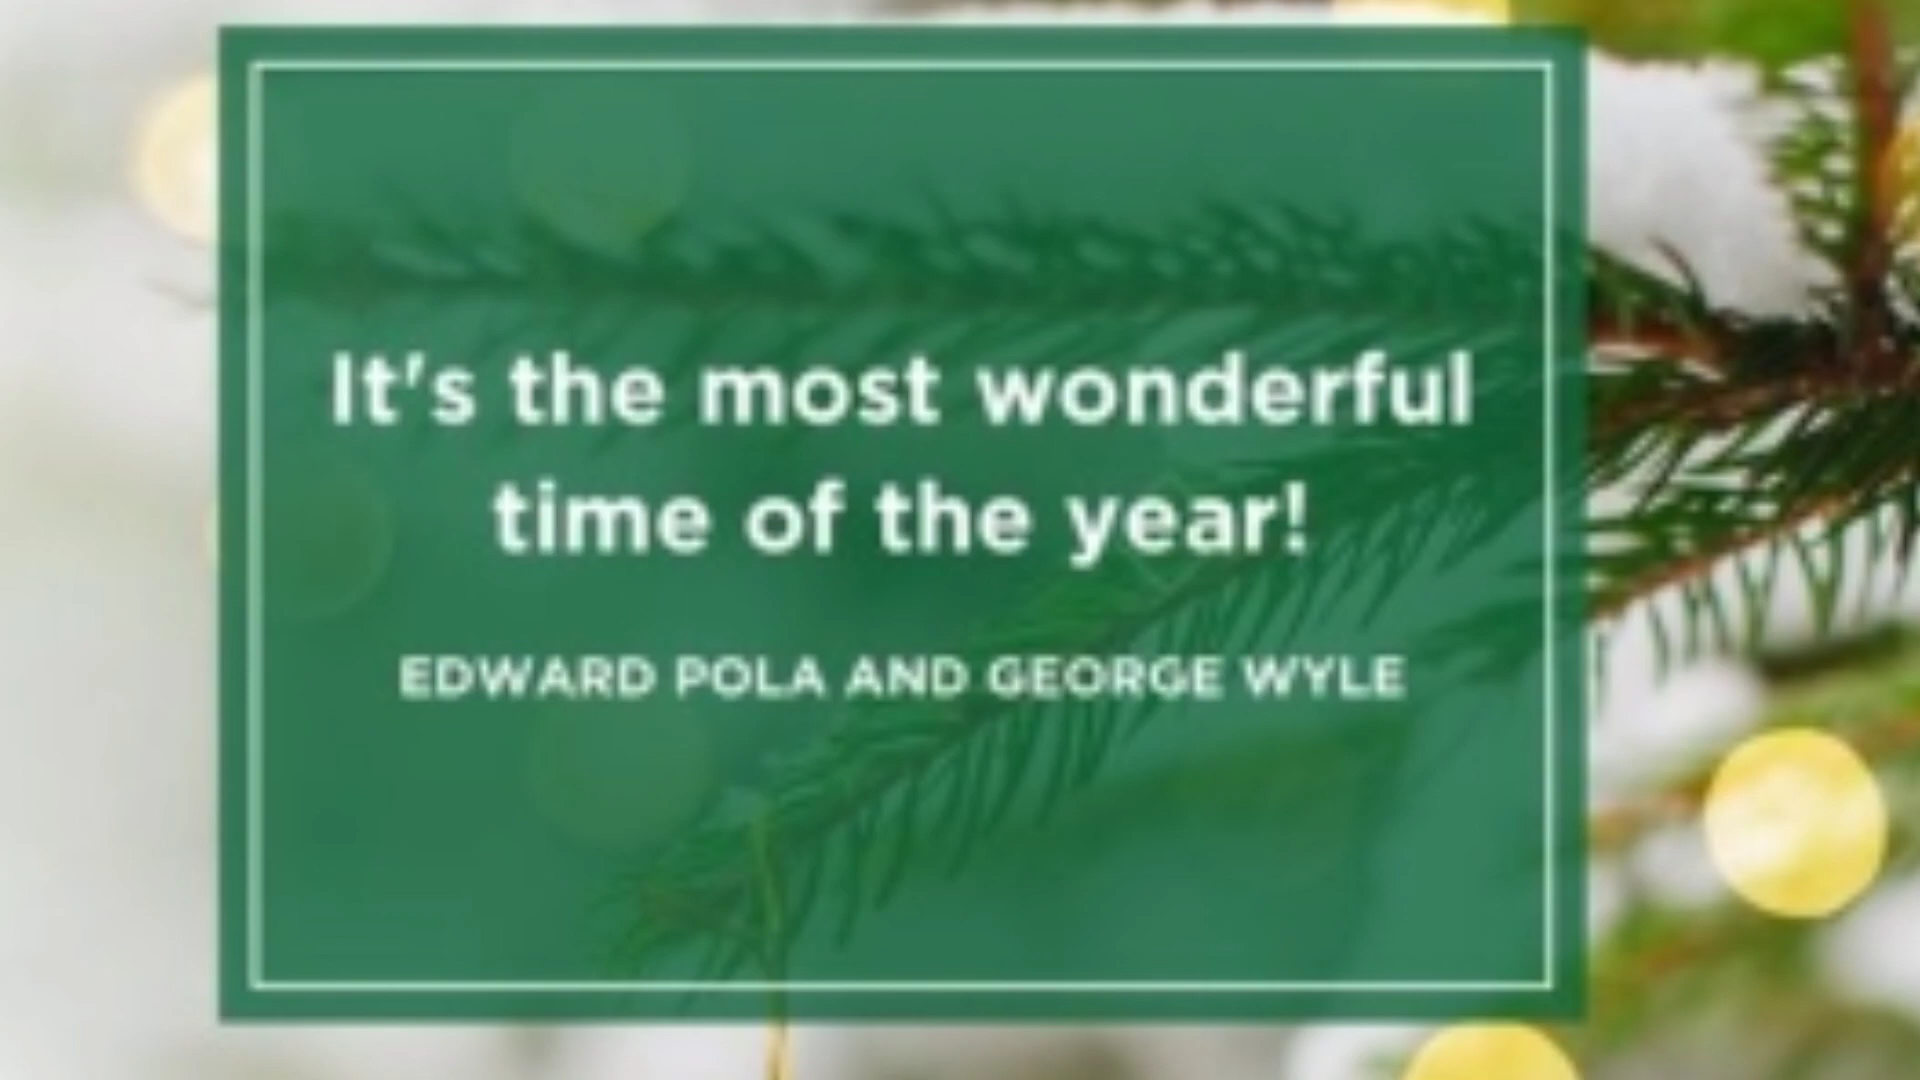 It's the most wonderful
time of the year!
EDWARD POLA AND GEORGE WYLE